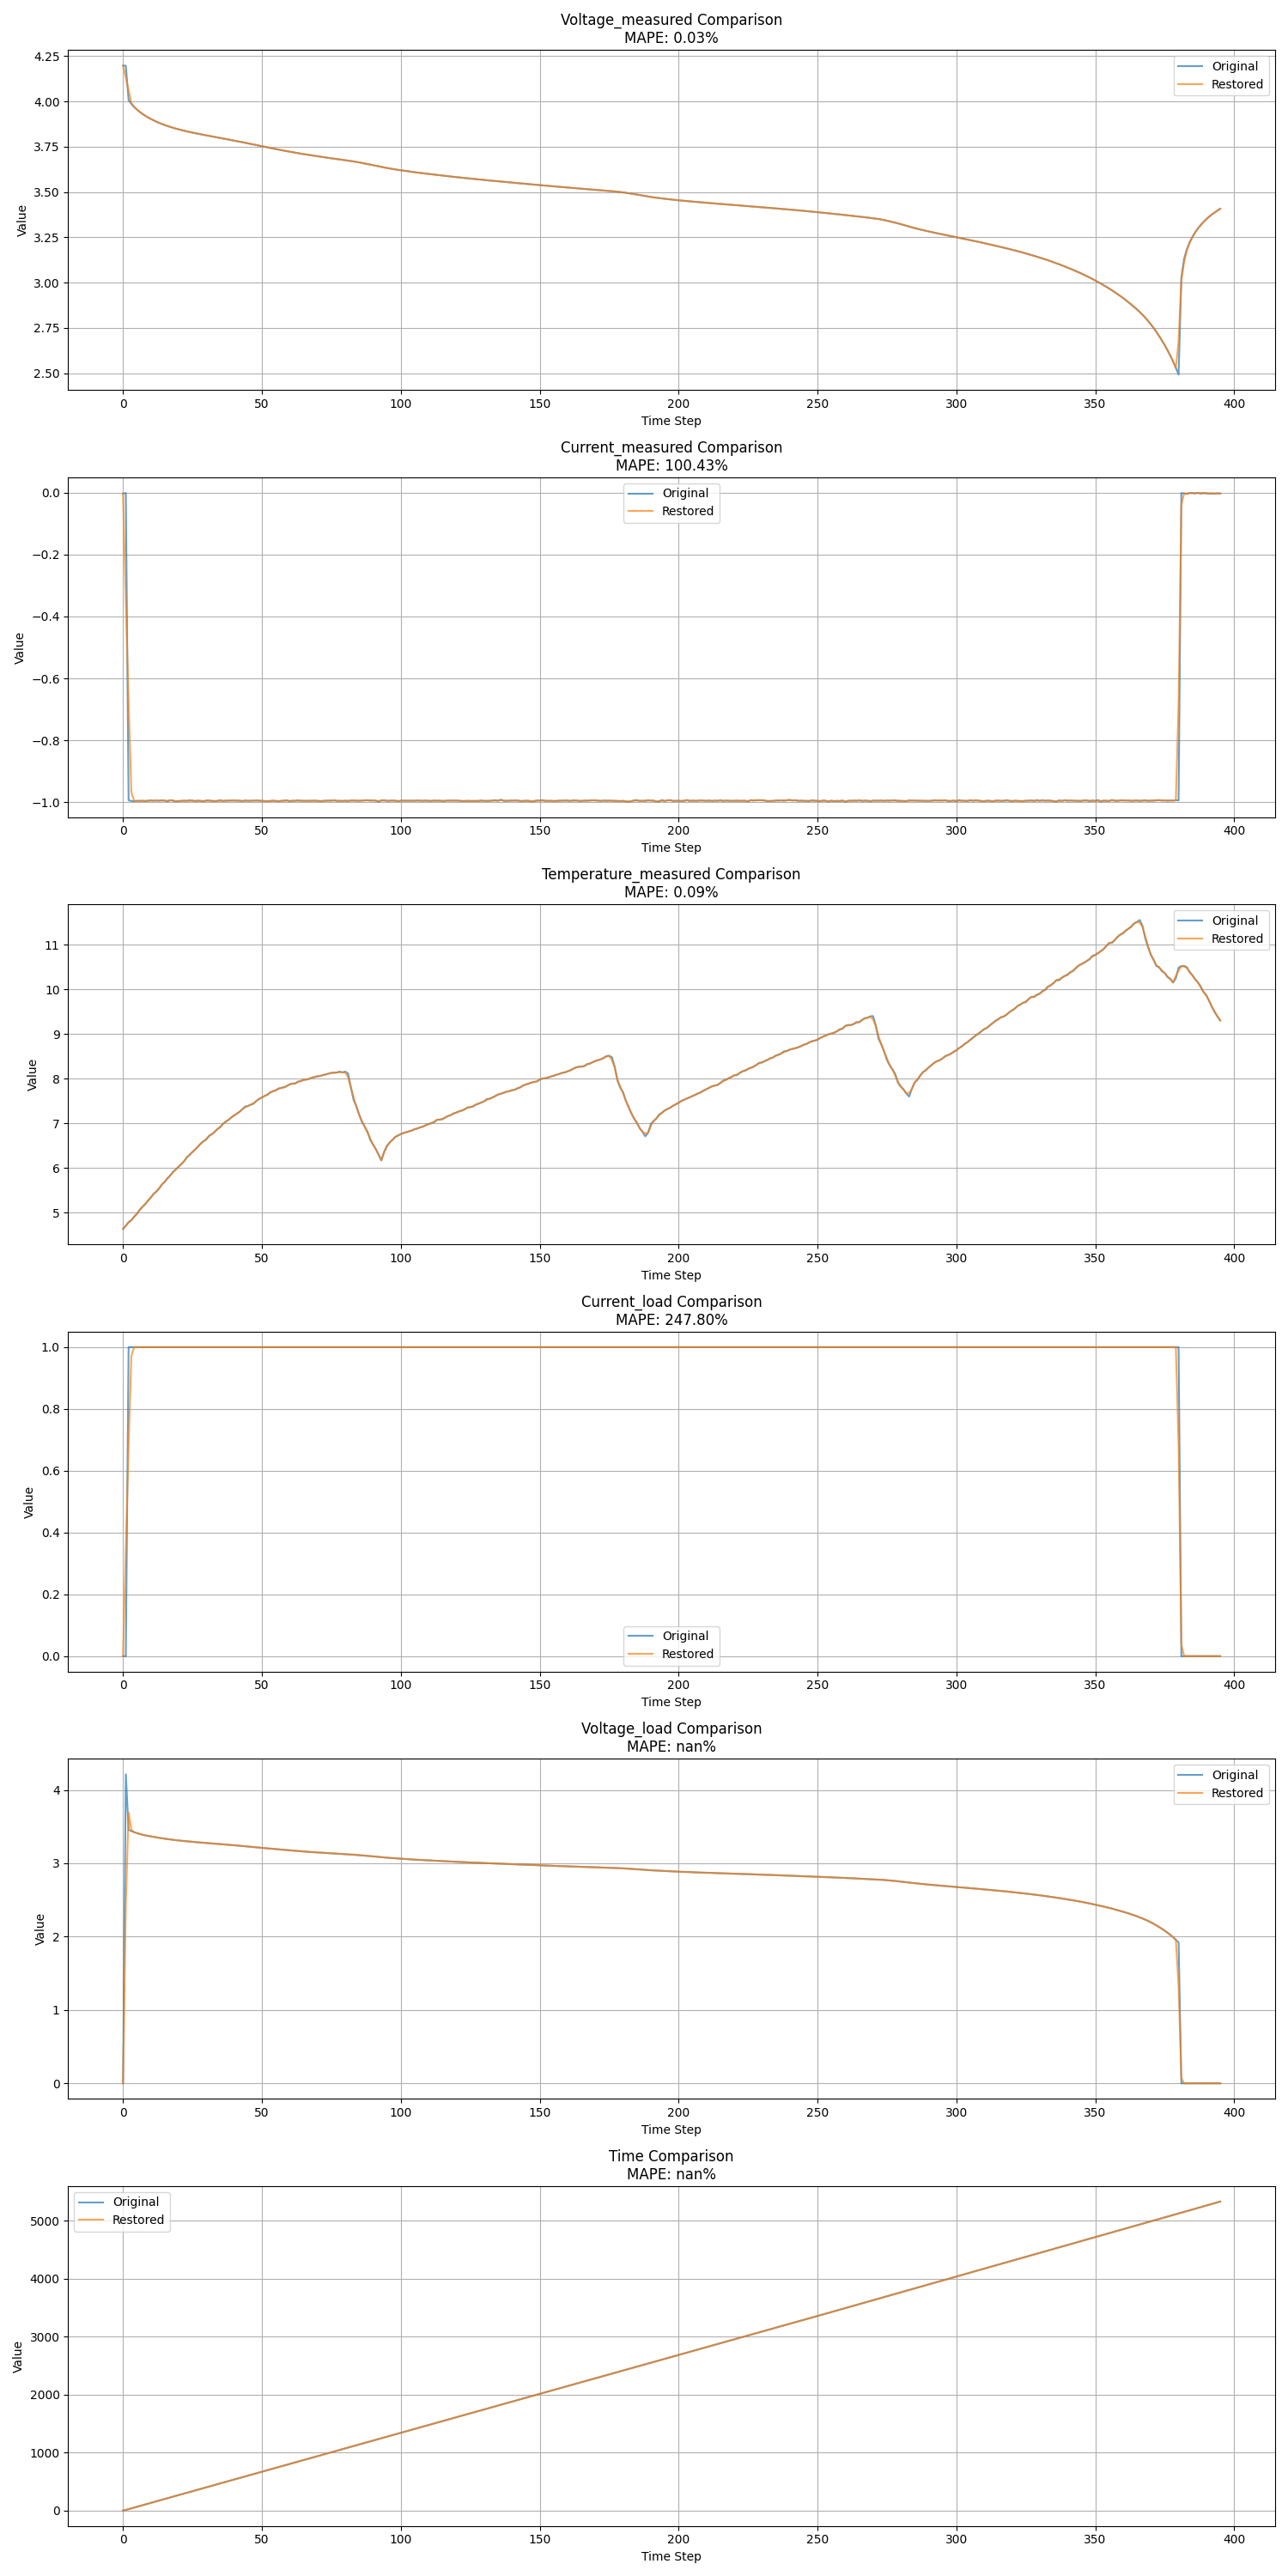 Voltage_measured Comparison
MAPE: 0.03%
4.25
4.00
3.75
3.50
3.25
3.00
2.75
2.50
Value
Original
Restored
0 50 100 150 200 250 300 350 400
Time Step
Current_measured Comparison
MAPE: 100.43%
0.0
−0.2
−0.4
−0.6
−0.8
−1.0
Value
Original
Restored
0 50 100 150 200 250 300 350 400
Time Step
Temperature_measured Comparison
MAPE: 0.09%
11
10
9
8
7
6
5
Value
Original
Restored
0 50 100 150 200 250 300 350 400
Time Step
Current_load Comparison
MAPE: 247.80%
1.0
0.8
0.6
0.4
0.2
0.0
Value
Original
Restored
0 50 100 150 200 250 300 350 400
Time Step
Voltage_load Comparison
MAPE: nan%
4
3
2
1
0
Value
Original
Restored
0 50 100 150 200 250 300 350 400
Time Step
Time Comparison
MAPE: nan%
5000
4000
3000
2000
1000
0
Value
Original
Restored
0 50 100 150 200 250 300 350 400
Time Step